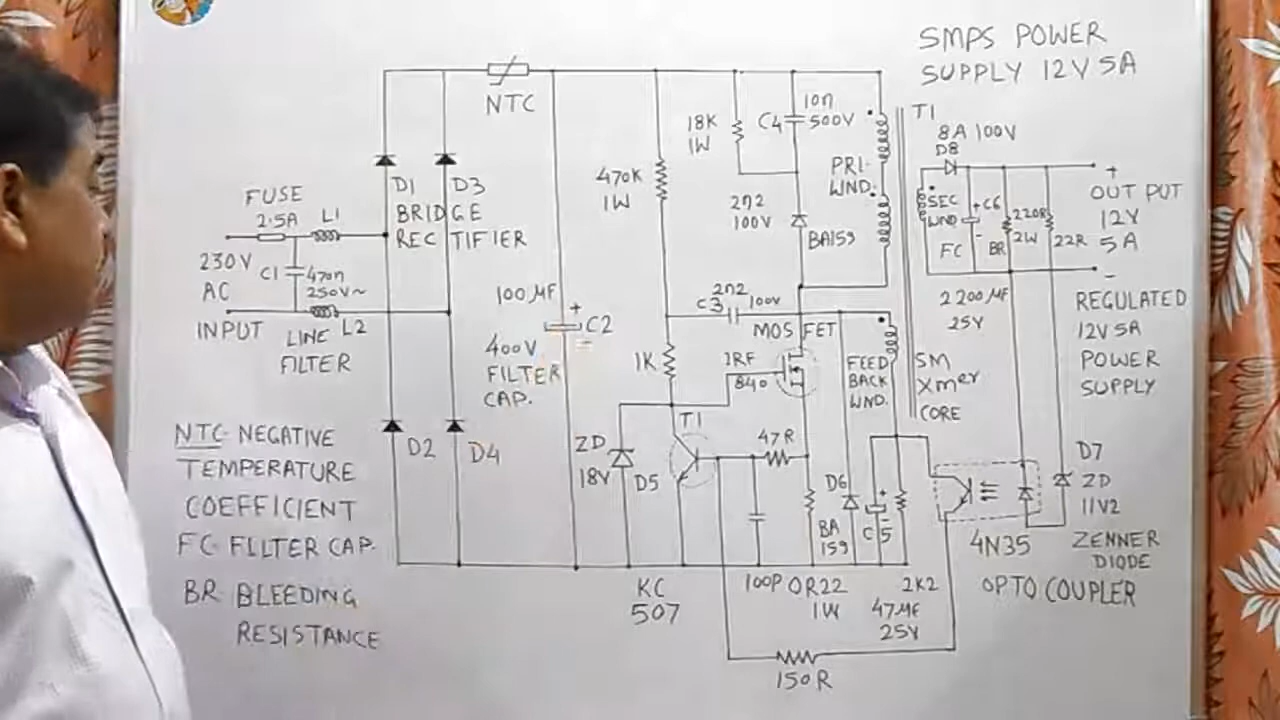 SMPS POWER
SUPPLY 12V 5A
NTC
10n
500V
C4
18K
1W
T1
8A 100V
D8
PRI-
WND.
470K
1W
2n2
100V
BA159
D1
D3
BRIDGE
RECTIFIER
FUSE
2.5A
L1
230V
AC
INPUT
C1
470n
250V~
LINE
FILTER
L2
SEC
WND
+
C6
-
FC
220R
2W
BR
22R
+
OUT PUT
12V
5A
-
2200MF
25V
REGULATED
12V 5A
POWER
SUPPLY
100MF
+
C2
-
400V
FILTER
CAP.
2n2
C3
100V
MOSFET
1K
IRF
840
FEED
BACK
WND.
SM
Xmer
CORE
T1
47R
ZD
18V
D5
D2
D4
D6
BA
159
+
-
C5
D7
ZD
11V2
ZENNER
DIODE
4N35
OPTO COUPLER
KC
507
100P
0R22
1W
2K2
47MF
25V
150R
NTC- NEGATIVE
TEMPERATURE
COEFFICIENT
FC- FILTER CAP.
BR BLEEDING
RESISTANCE